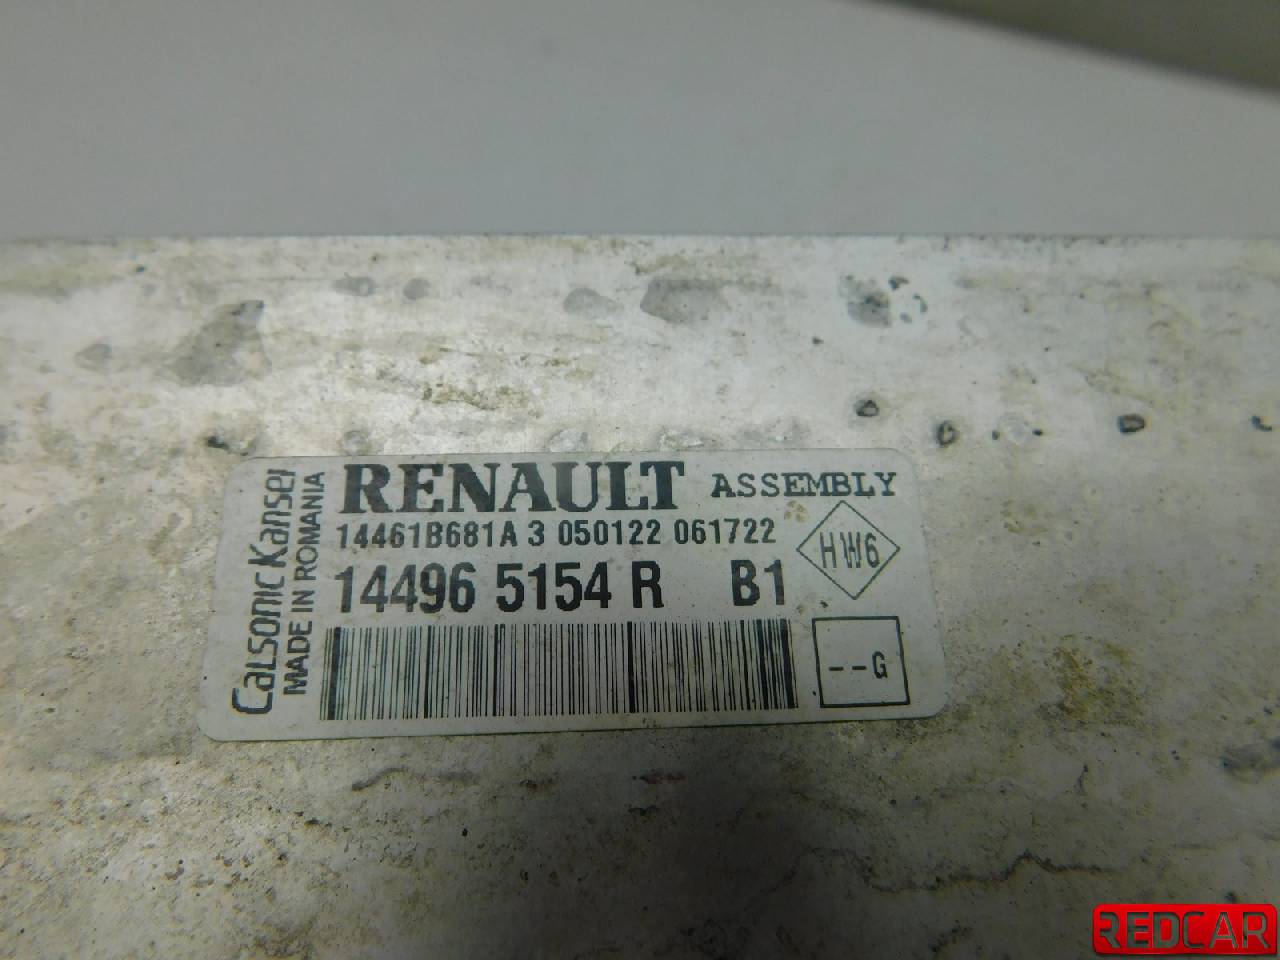 Calsonic Kansei
MADE IN ROMANIA
RENAULT ASSEMBLY
14461B681A 3 050122 061722
14496 5154 R B1
HW6
--G
REDCAR